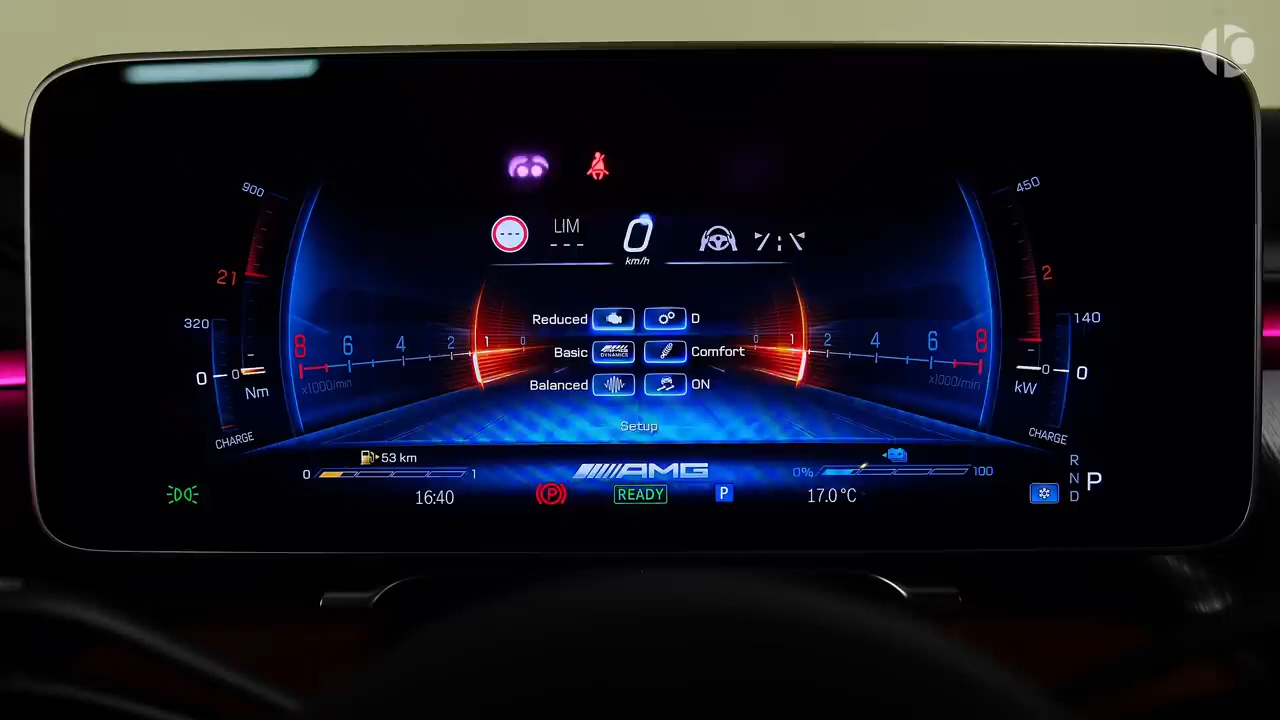 900
450
LIM
---
0
km/h
21
2
320
140
8 6 4 2 1 0
0 1 2 4 6 8
x1000/min
x1000/min
Reduced D
Basic AMG DYNAMICS Comfort
Balanced ON
Setup
0 0
Nm
0 0
kW
CHARGE
CHARGE
53 km
0 1
AMG
0% 100
16:40
P
READY
P
17.0 °C
R
N
D
P